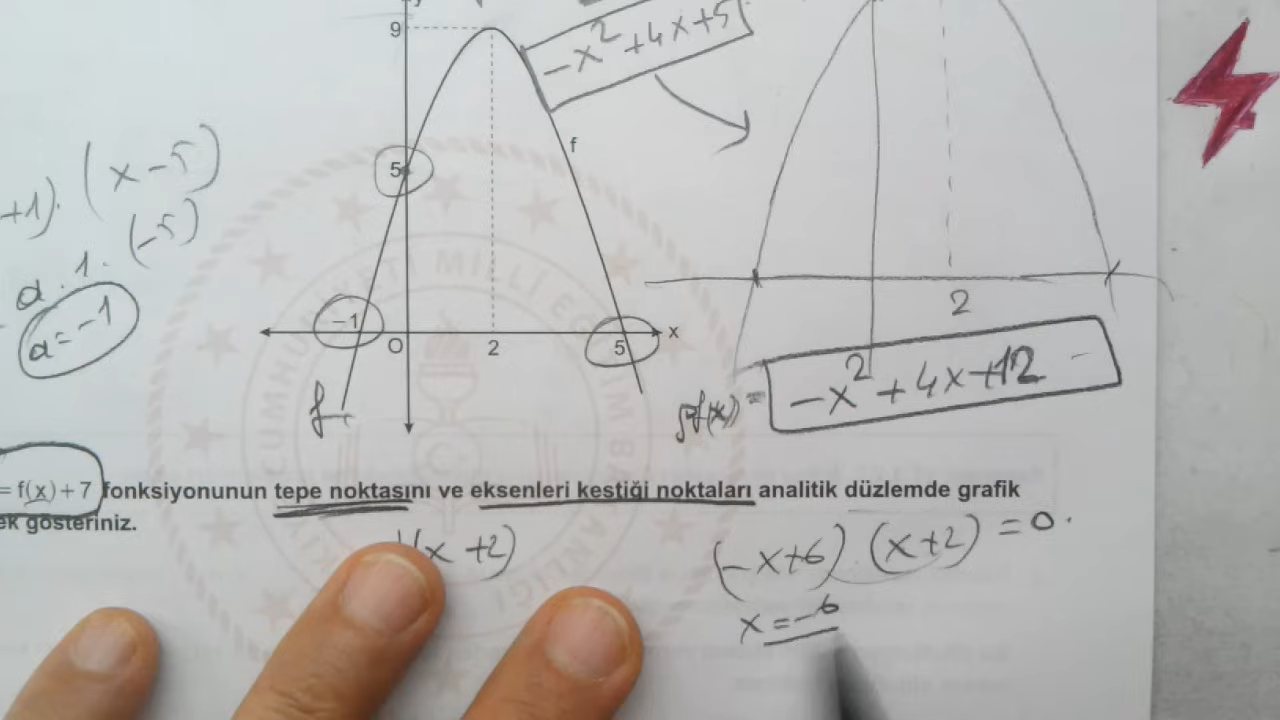 9
-x²+4x+5
(x-5)
+1).
5
f
a. 1. (-5)
a=-1
-1
O
2
5
x
2
f
f(x) = -x²+4x+12
= f(x)+7 fonksiyonunun tepe noktasını ve eksenleri kestiği noktaları analitik düzlemde grafik
ek gösteriniz.
(x+2)
(-x+6).(x+2)=0.
x=-6